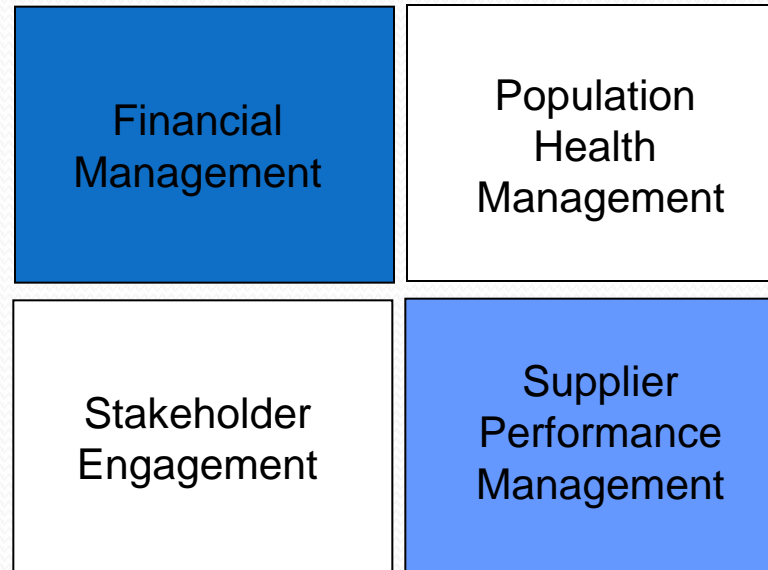 Financial
Management
Population
Health
Management
Stakeholder
Engagement
Supplier
Performance
Management